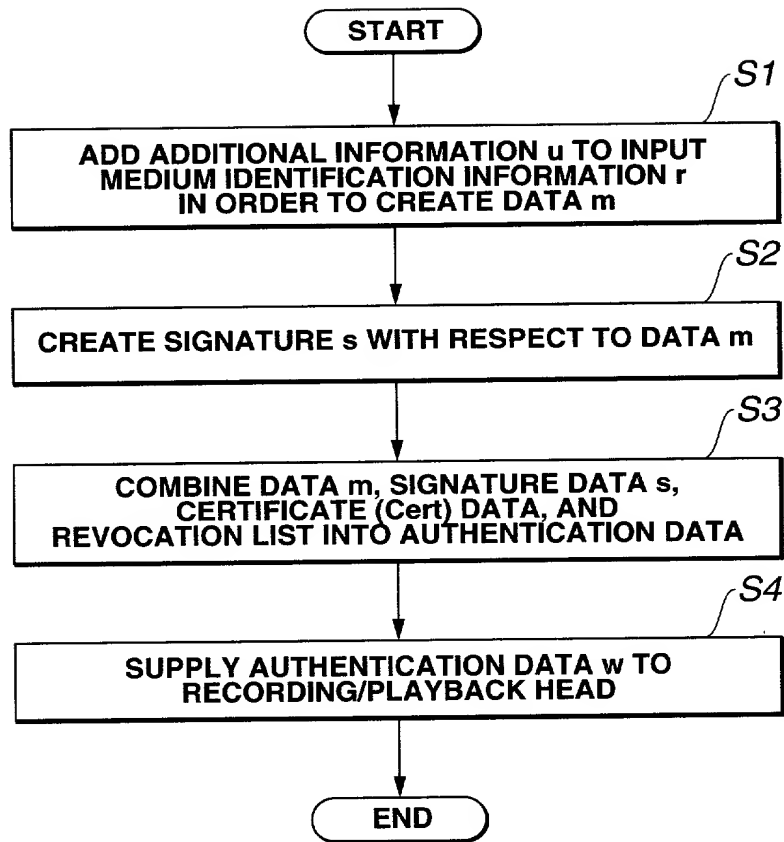 START
S1
ADD ADDITIONAL INFORMATION u TO INPUT
MEDIUM IDENTIFICATION INFORMATION r
IN ORDER TO CREATE DATA m
S2
CREATE SIGNATURE s WITH RESPECT TO DATA m
S3
COMBINE DATA m, SIGNATURE DATA s,
CERTIFICATE (Cert) DATA, AND
REVOCATION LIST INTO AUTHENTICATION DATA
S4
SUPPLY AUTHENTICATION DATA w TO
RECORDING/PLAYBACK HEAD
END